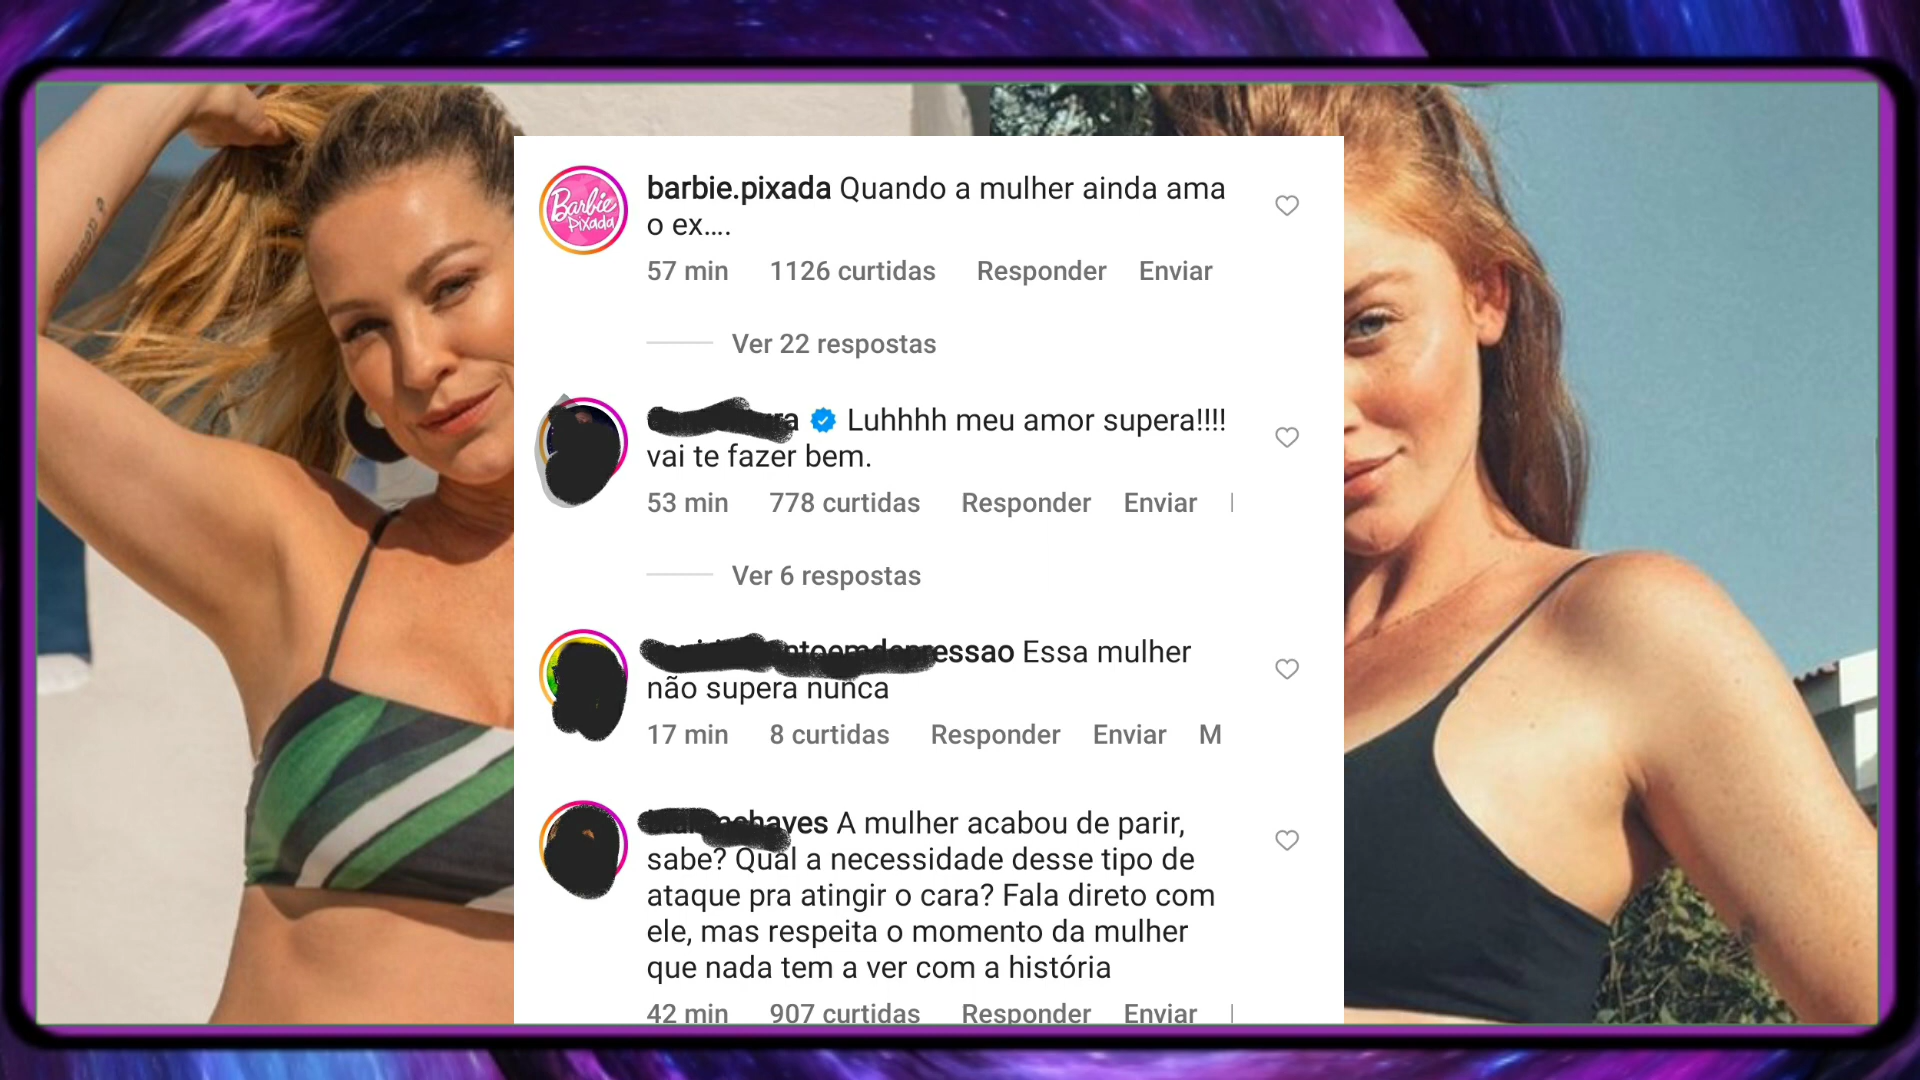 Barbie
Pixada
barbie.pixada Quando a mulher ainda ama
o ex....
57 min 1126 curtidas Responder Enviar
Ver 22 respostas
Luhhhh meu amor supera!!!!
vai te fazer bem.
53 min 778 curtidas Responder Enviar
Ver 6 respostas
Essa mulher
não supera nunca
17 min 8 curtidas Responder Enviar M
A mulher acabou de parir,
sabe? Qual a necessidade desse tipo de
ataque pra atingir o cara? Fala direto com
ele, mas respeita o momento da mulher
que nada tem a ver com a história
42 min 907 curtidas Responder Enviar